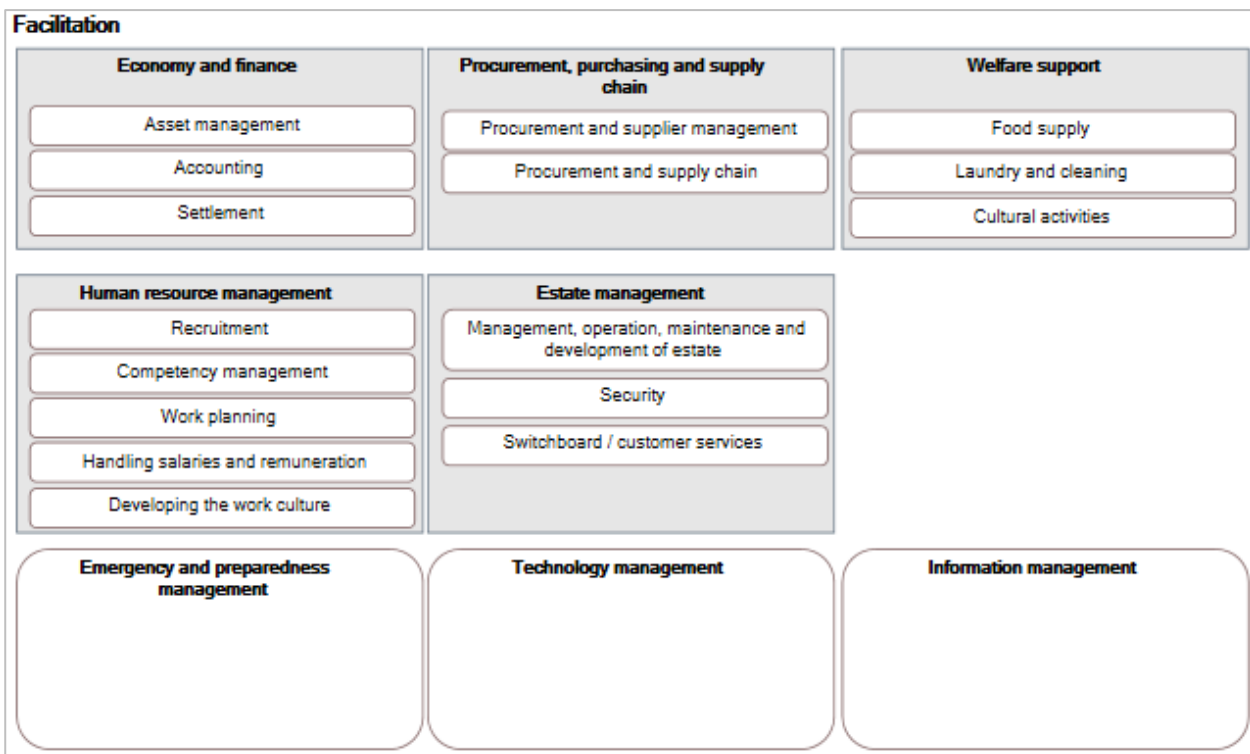 Facilitation
Economy and finance
Asset management
Accounting
Settlement
Procurement, purchasing and supply
chain
Procurement and supplier management
Procurement and supply chain
Welfare support
Food supply
Laundry and cleaning
Cultural activities
Human resource management
Recruitment
Competency management
Work planning
Handling salaries and remuneration
Developing the work culture
Estate management
Management, operation, maintenance and
development of estate
Security
Switchboard / customer services
Emergency and preparedness
management
Technology management
Information management